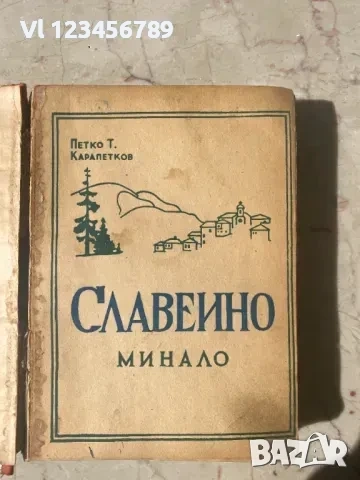 Vl 123456789
ПЕТКО Т.
КАРАПЕТКОВ
СЛАВЕИНО
МИНАЛО
BAZAR